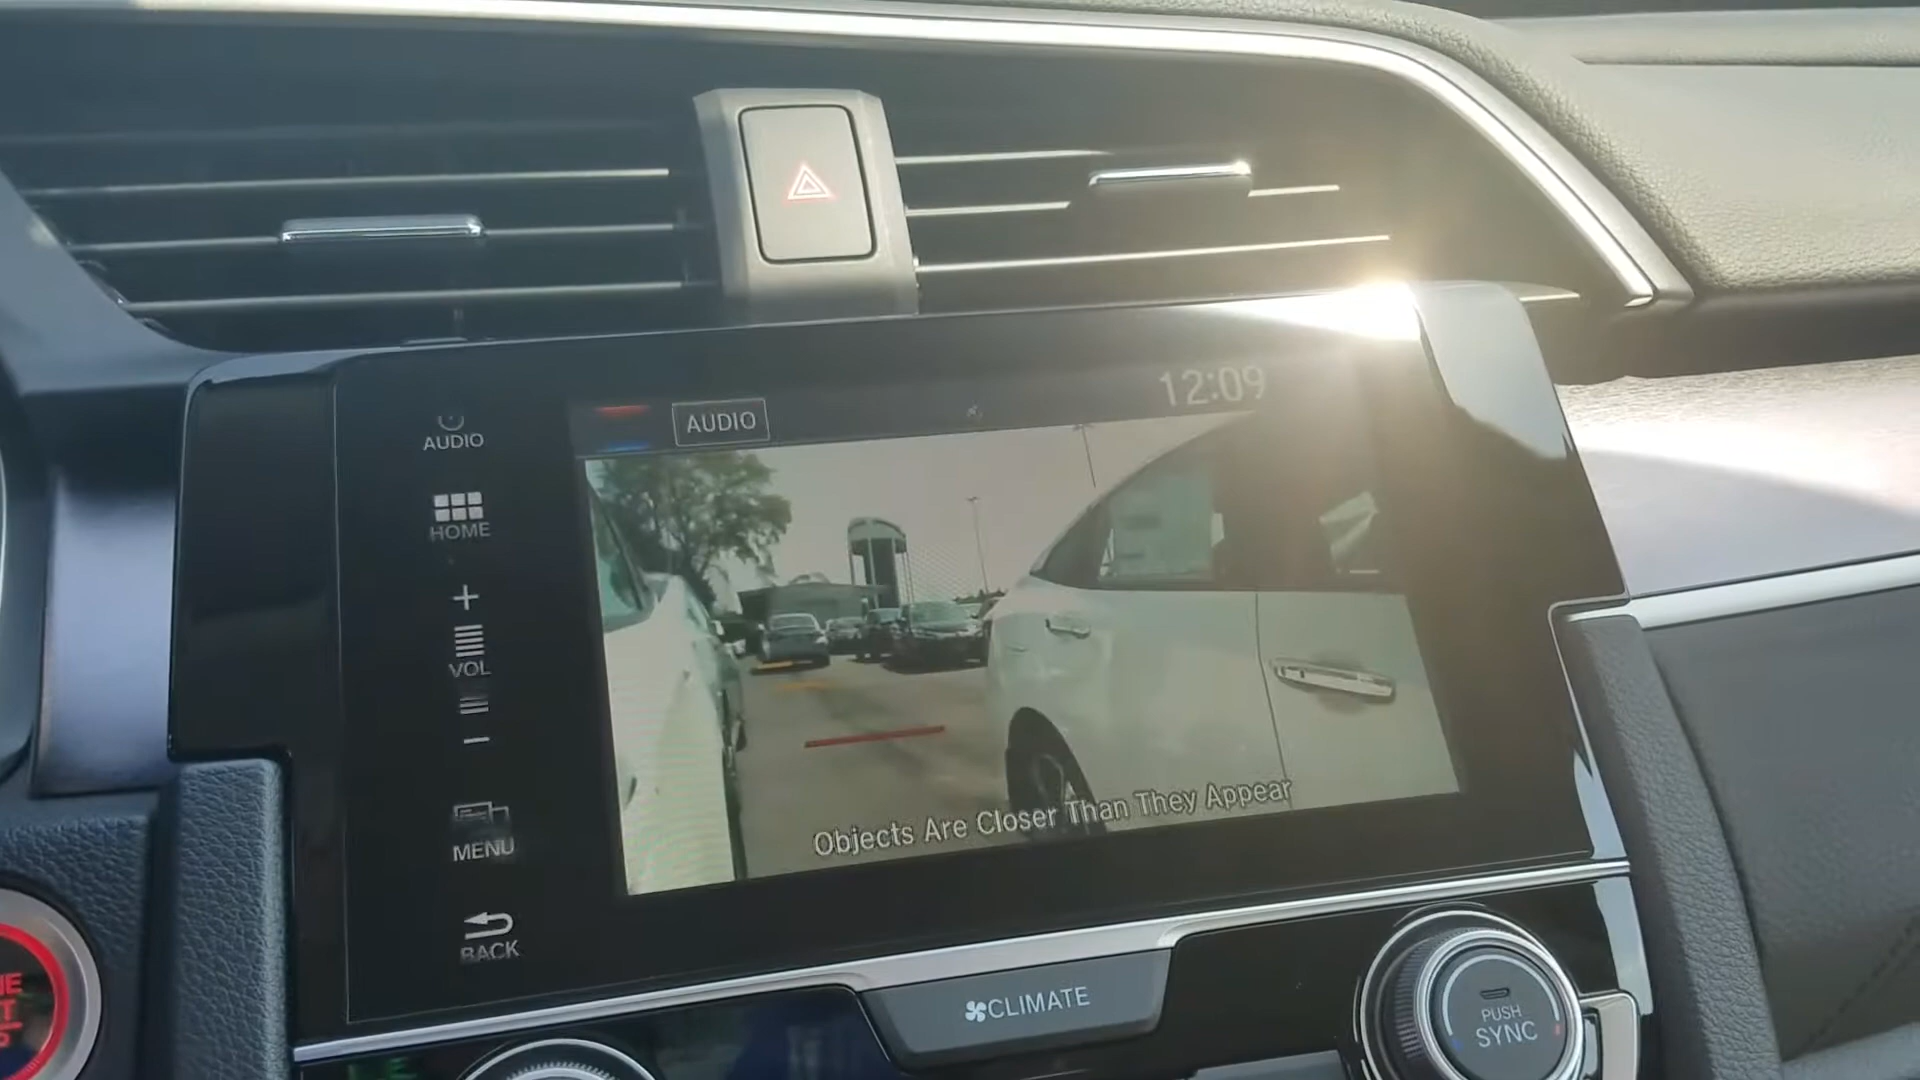 12:09
AUDIO
AUDIO
HOME
+
VOL
−
MENU
BACK
Objects Are Closer Than They Appear
CLIMATE
PUSH
SYNC